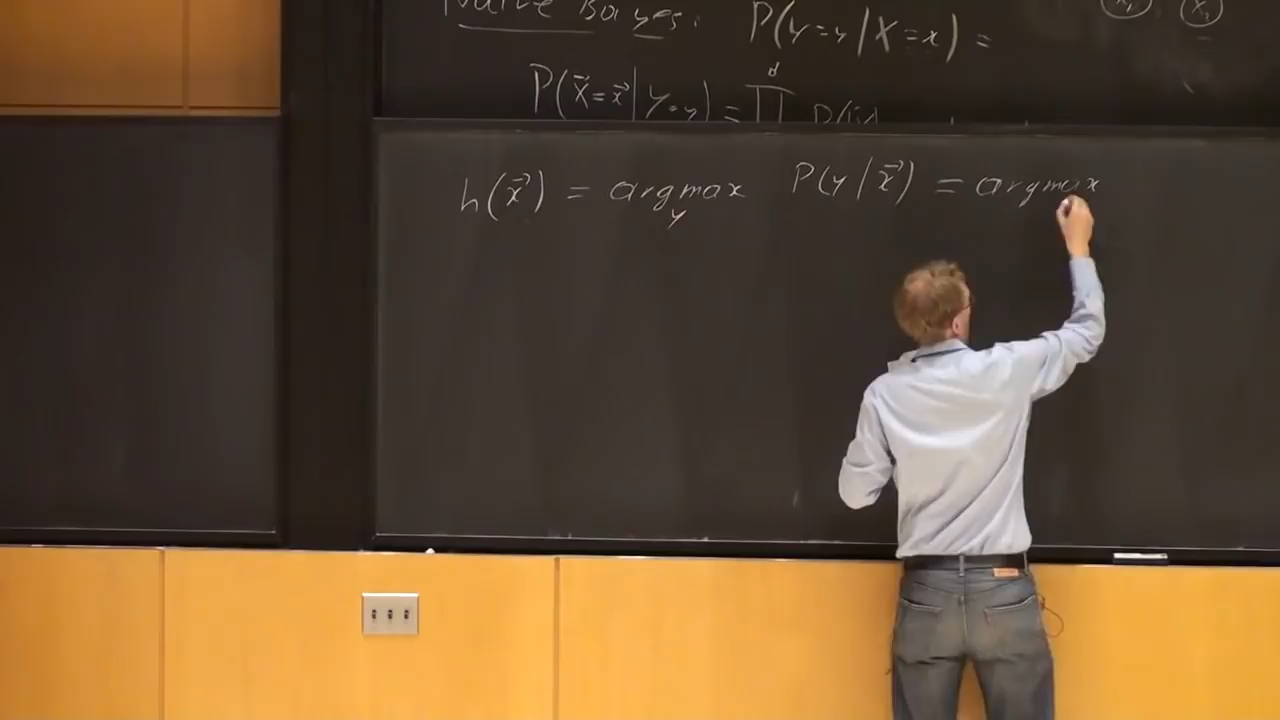 Naive Bayes: P(y=y|X=x) =
P(x⃗=x⃗|Y=y) = ∏ d
h(x⃗) = argmax y P(y|x⃗) = argmax